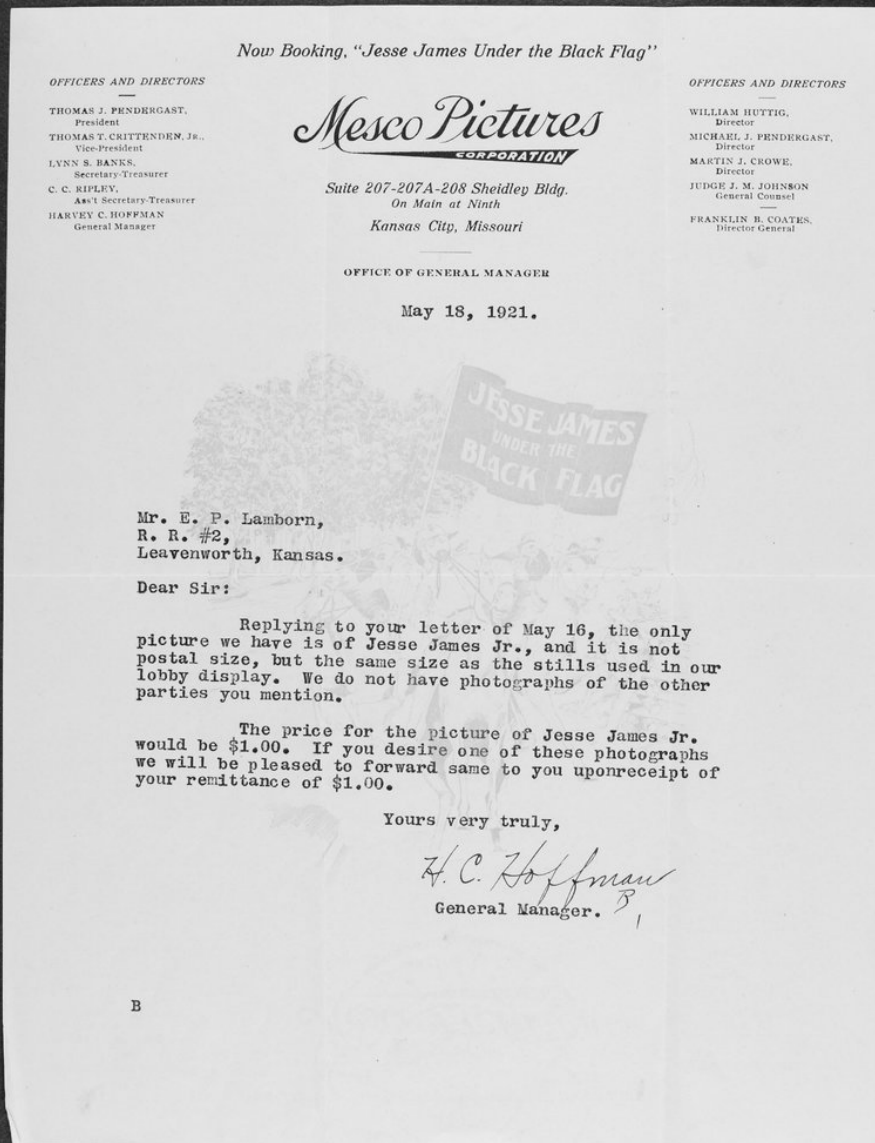 Now Booking, "Jesse James Under the Black Flag"
OFFICERS AND DIRECTORS
THOMAS J. PENDERGAST,
President
THOMAS T. CRITTENDEN, JR.,
Vice-President
LYNN S. BANKS,
Secretary-Treasurer
C. C. RIPLEY,
Ass't Secretary-Treasurer
HARVEY C. HOFFMAN
General Manager
Mesco Pictures
CORPORATION
Suite 207-207A-208 Sheidley Bldg.
On Main at Ninth
Kansas City, Missouri
OFFICERS AND DIRECTORS
WILLIAM HUTTIG,
Director
MICHAEL J. PENDERGAST,
Director
MARTIN J. CROWE,
Director
JUDGE J. M. JOHNSON
General Counsel
FRANKLIN B. COATES,
Director General
OFFICE OF GENERAL MANAGER
May 18, 1921.
JESSE JAMES
UNDER THE
BLACK FLAG
Mr. E. P. Lamborn,
R. R. #2,
Leavenworth, Kansas.
Dear Sir:
Replying to your letter of May 16, the only
picture we have is of Jesse James Jr., and it is not
postal size, but the same size as the stills used in our
lobby display. We do not have photographs of the other
parties you mention.
The price for the picture of Jesse James Jr.
would be $1.00. If you desire one of these photographs
we will be pleased to forward same to you uponreceipt of
your remittance of $1.00.
Yours very truly,
H. C. Hoffman
General Manager. B
B